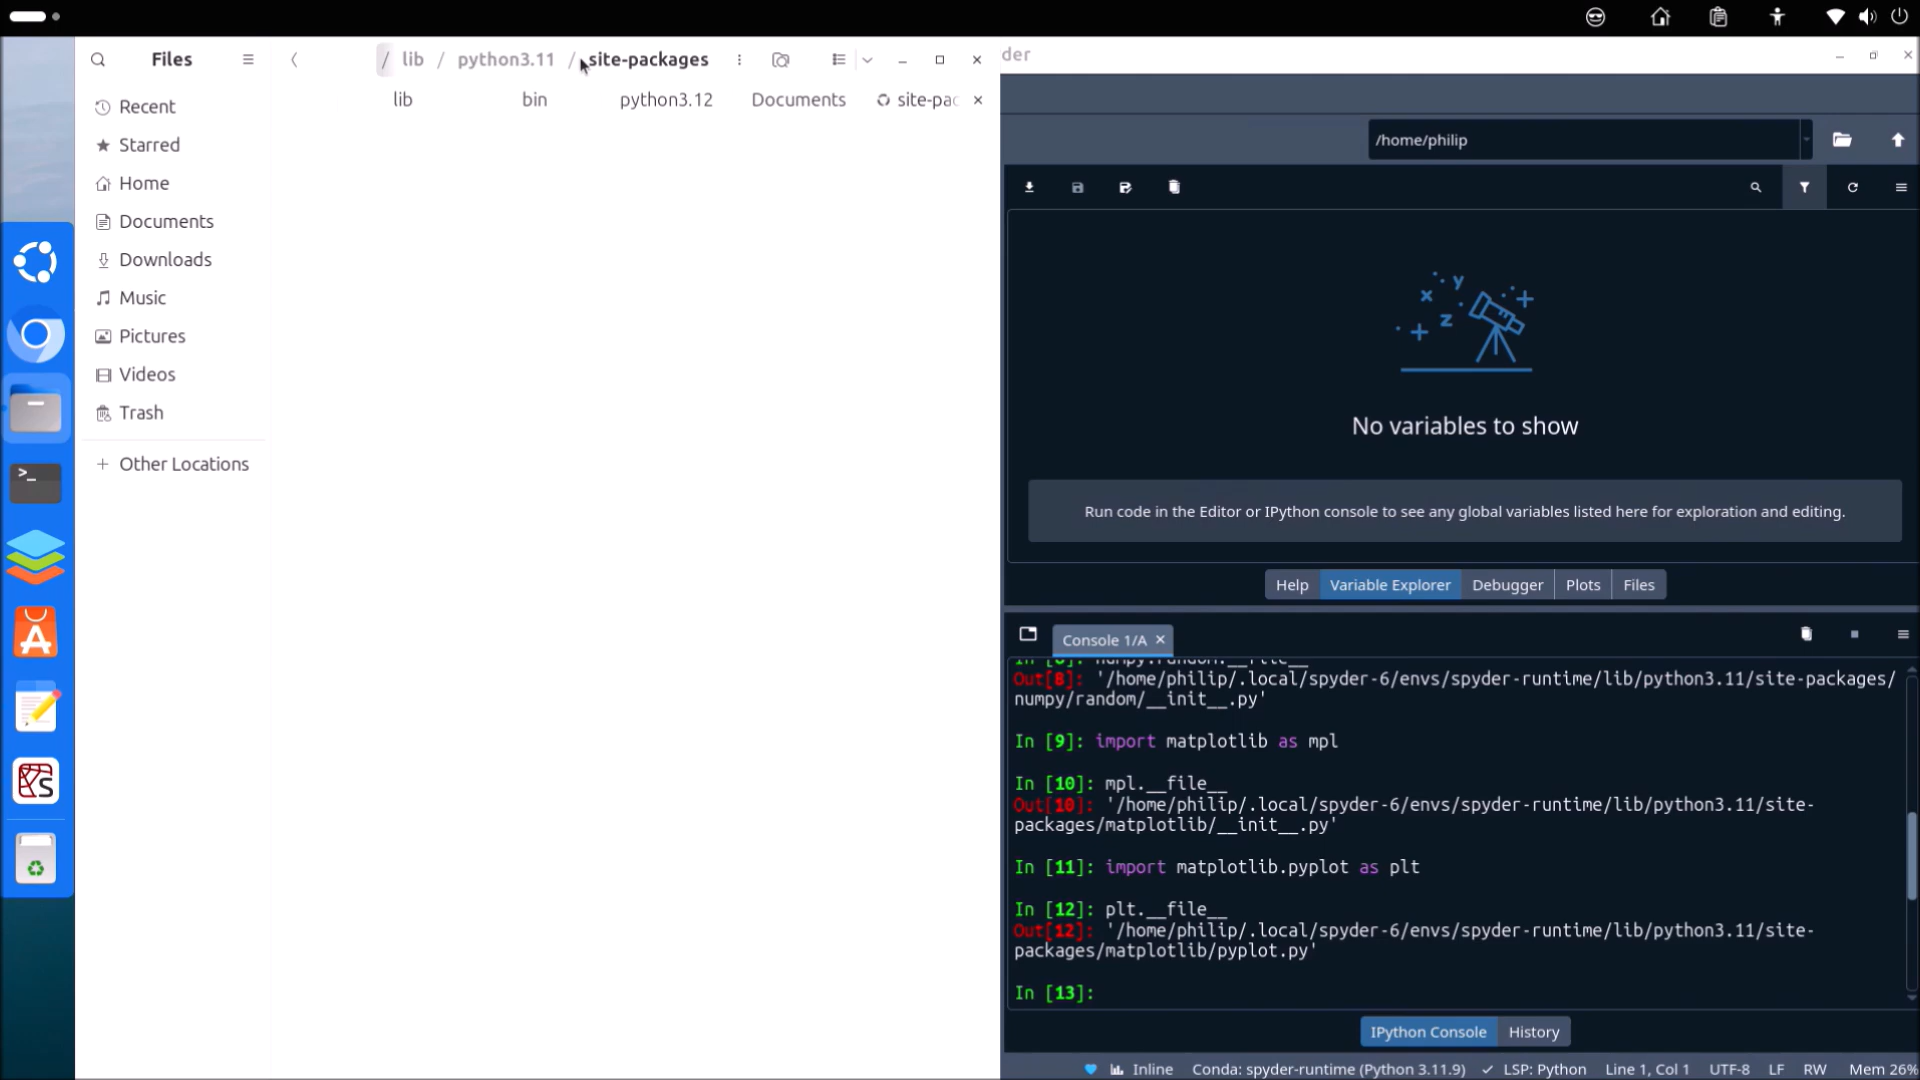 Files
/ lib / python3.11 / site-packages
der
Recent
Starred
Home
Documents
Downloads
Music
Pictures
Videos
Trash
Other Locations
lib
bin
python3.12
Documents
site-pac
/home/philip
No variables to show
Run code in the Editor or IPython console to see any global variables listed here for exploration and editing.
Help
Variable Explorer
Debugger
Plots
Files
Console 1/A
In [8]: numpy.random.__file__
Out[8]: '/home/philip/.local/spyder-6/envs/spyder-runtime/lib/python3.11/site-packages/
numpy/random/__init__.py'
In [9]: import matplotlib as mpl
In [10]: mpl.__file__
Out[10]: '/home/philip/.local/spyder-6/envs/spyder-runtime/lib/python3.11/site-
packages/matplotlib/__init__.py'
In [11]: import matplotlib.pyplot as plt
In [12]: plt.__file__
Out[12]: '/home/philip/.local/spyder-6/envs/spyder-runtime/lib/python3.11/site-
packages/matplotlib/pyplot.py'
In [13]:
IPython Console
History
Inline
Conda: spyder-runtime (Python 3.11.9)
LSP: Python
Line 1, Col 1
UTF-8
LF
RW
Mem 26%